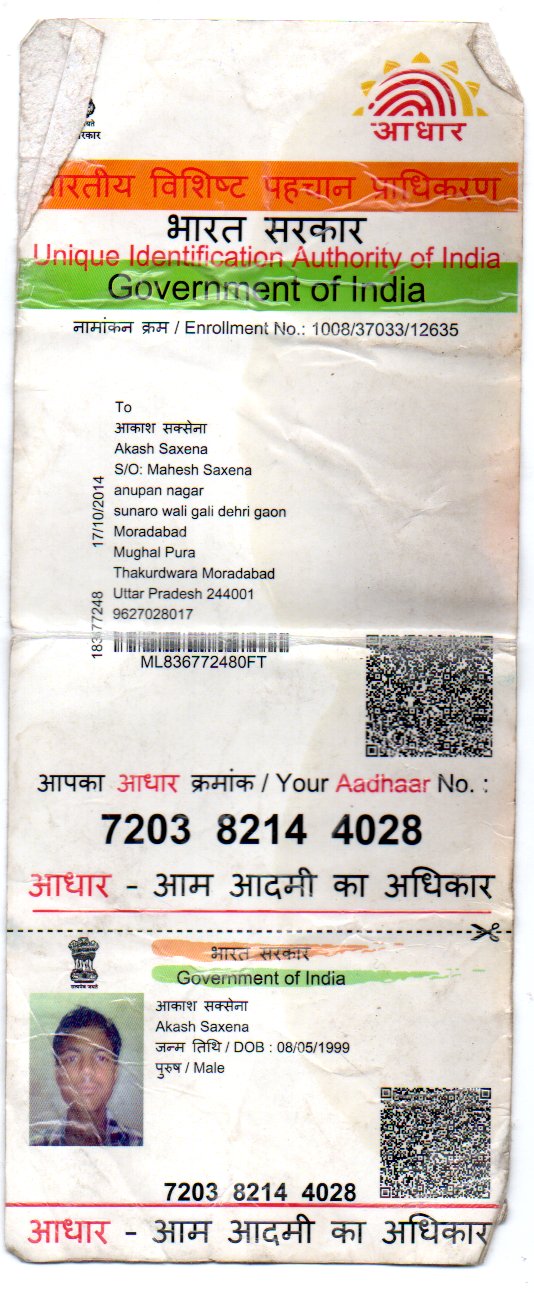 आधार
भारतीय विशिष्ट पहचान प्राधिकरण
भारत सरकार
Unique Identification Authority of India
Government of India
नामांकन क्रम / Enrollment No.: 1008/37033/12635
To
आकाश सक्सेना
Akash Saxena
S/O: Mahesh Saxena
anupan nagar
sunaro wali gali dehri gaon
Moradabad
Mughal Pura
Thakurdwara Moradabad
Uttar Pradesh 244001
9627028017
17/10/2014
ML836772480FT
आपका आधार क्रमांक / Your Aadhaar No. :
7203 8214 4028
आधार - आम आदमी का अधिकार
भारत सरकार
Government of India
सत्यमेव जयते
आकाश सक्सेना
Akash Saxena
जन्म तिथि / DOB : 08/05/1999
पुरुष / Male
7203 8214 4028
आधार - आम आदमी का अधिकार